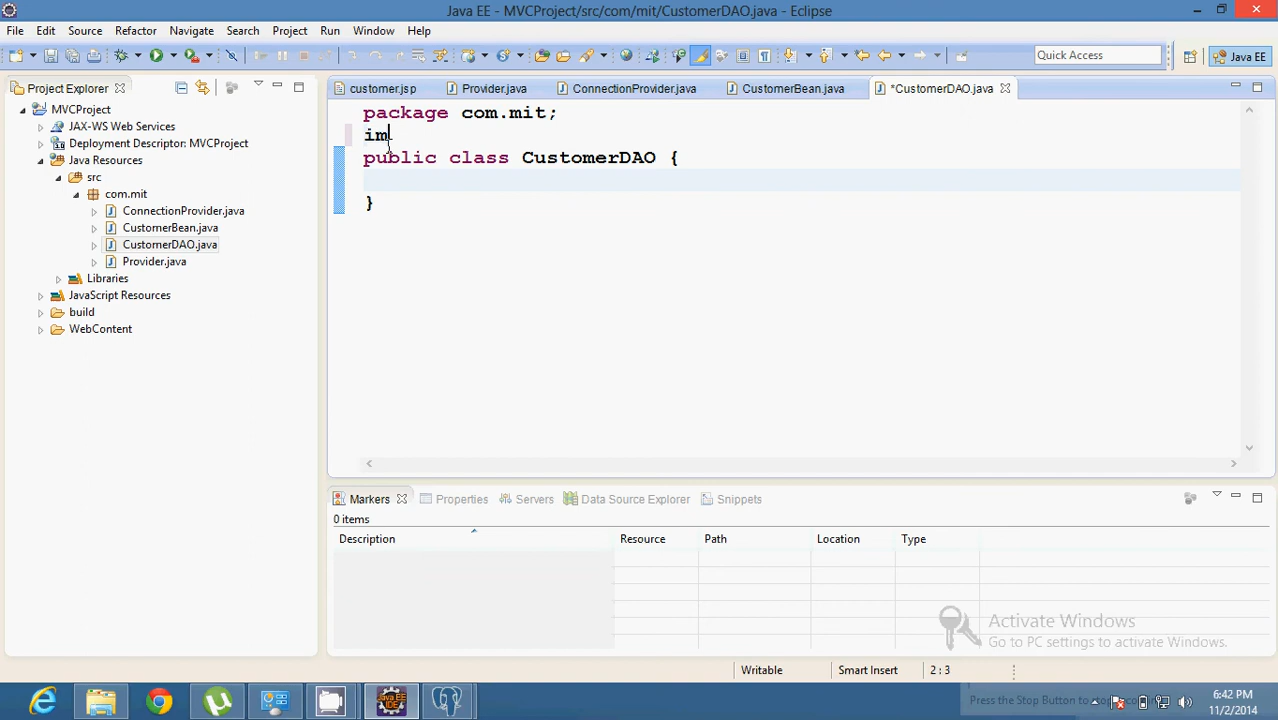 Java EE - MVCProject/src/com/mit/CustomerDAO.java - Eclipse
File Edit Source Refactor Navigate Search Project Run Window Help
Quick Access
Java EE
Project Explorer
customer.jsp
Provider.java
ConnectionProvider.java
CustomerBean.java
*CustomerDAO.java
MVCProject
JAX-WS Web Services
Deployment Descriptor: MVCProject
Java Resources
src
com.mit
ConnectionProvider.java
CustomerBean.java
CustomerDAO.java
Provider.java
Libraries
JavaScript Resources
build
WebContent
package com.mit;
im
public class CustomerDAO {
}
Markers
Properties
Servers
Data Source Explorer
Snippets
0 items
Description Resource Path Location Type
Activate Windows
Go to PC settings to activate Windows.
Writable Smart Insert 2 : 3
Java EE
IDE
6:42 PM
11/2/2014